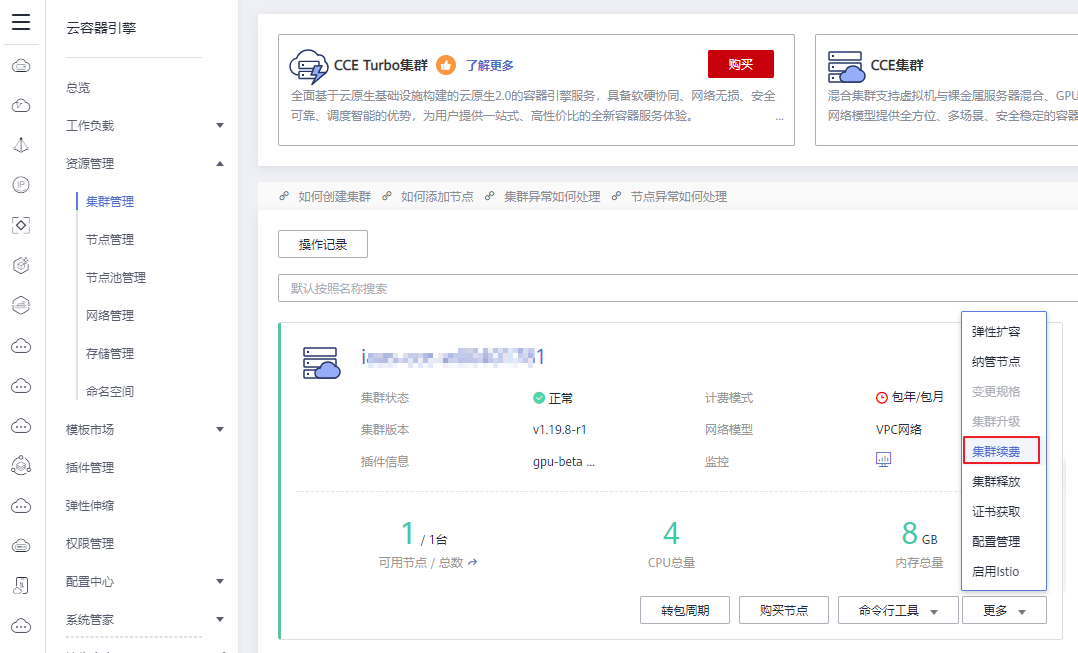 云容器引擎
总览
工作负载
资源管理
集群管理
节点管理
节点池管理
网络管理
存储管理
命名空间
模板市场
插件管理
弹性伸缩
权限管理
配置中心
系统管家
CCE Turbo集群 了解更多 购买
全面基于云原生基础设施构建的云原生2.0的容器引擎服务，具备软硬协同、网络无损、安全
可靠、调度智能的优势，为用户提供一站式、高性价比的全新容器服务体验。 ...
CCE集群
混合集群支持虚拟机与裸金属服务器混合、GPU
网络模型提供全方位、多场景、安全稳定的容器
如何创建集群 如何添加节点 集群异常如何处理 节点异常如何处理
操作记录
默认按照名称搜索
集群状态 正常 计费模式 包年/包月
集群版本 v1.19.8-r1 网络模型 VPC网络
插件信息 gpu-beta ... 监控
1 / 1台 4 8 GB
可用节点 / 总数 CPU总量 内存总量
转包周期 购买节点 命令行工具 更多
弹性扩容
纳管节点
变更规格
集群升级
集群续费
集群释放
证书获取
配置管理
启用Istio